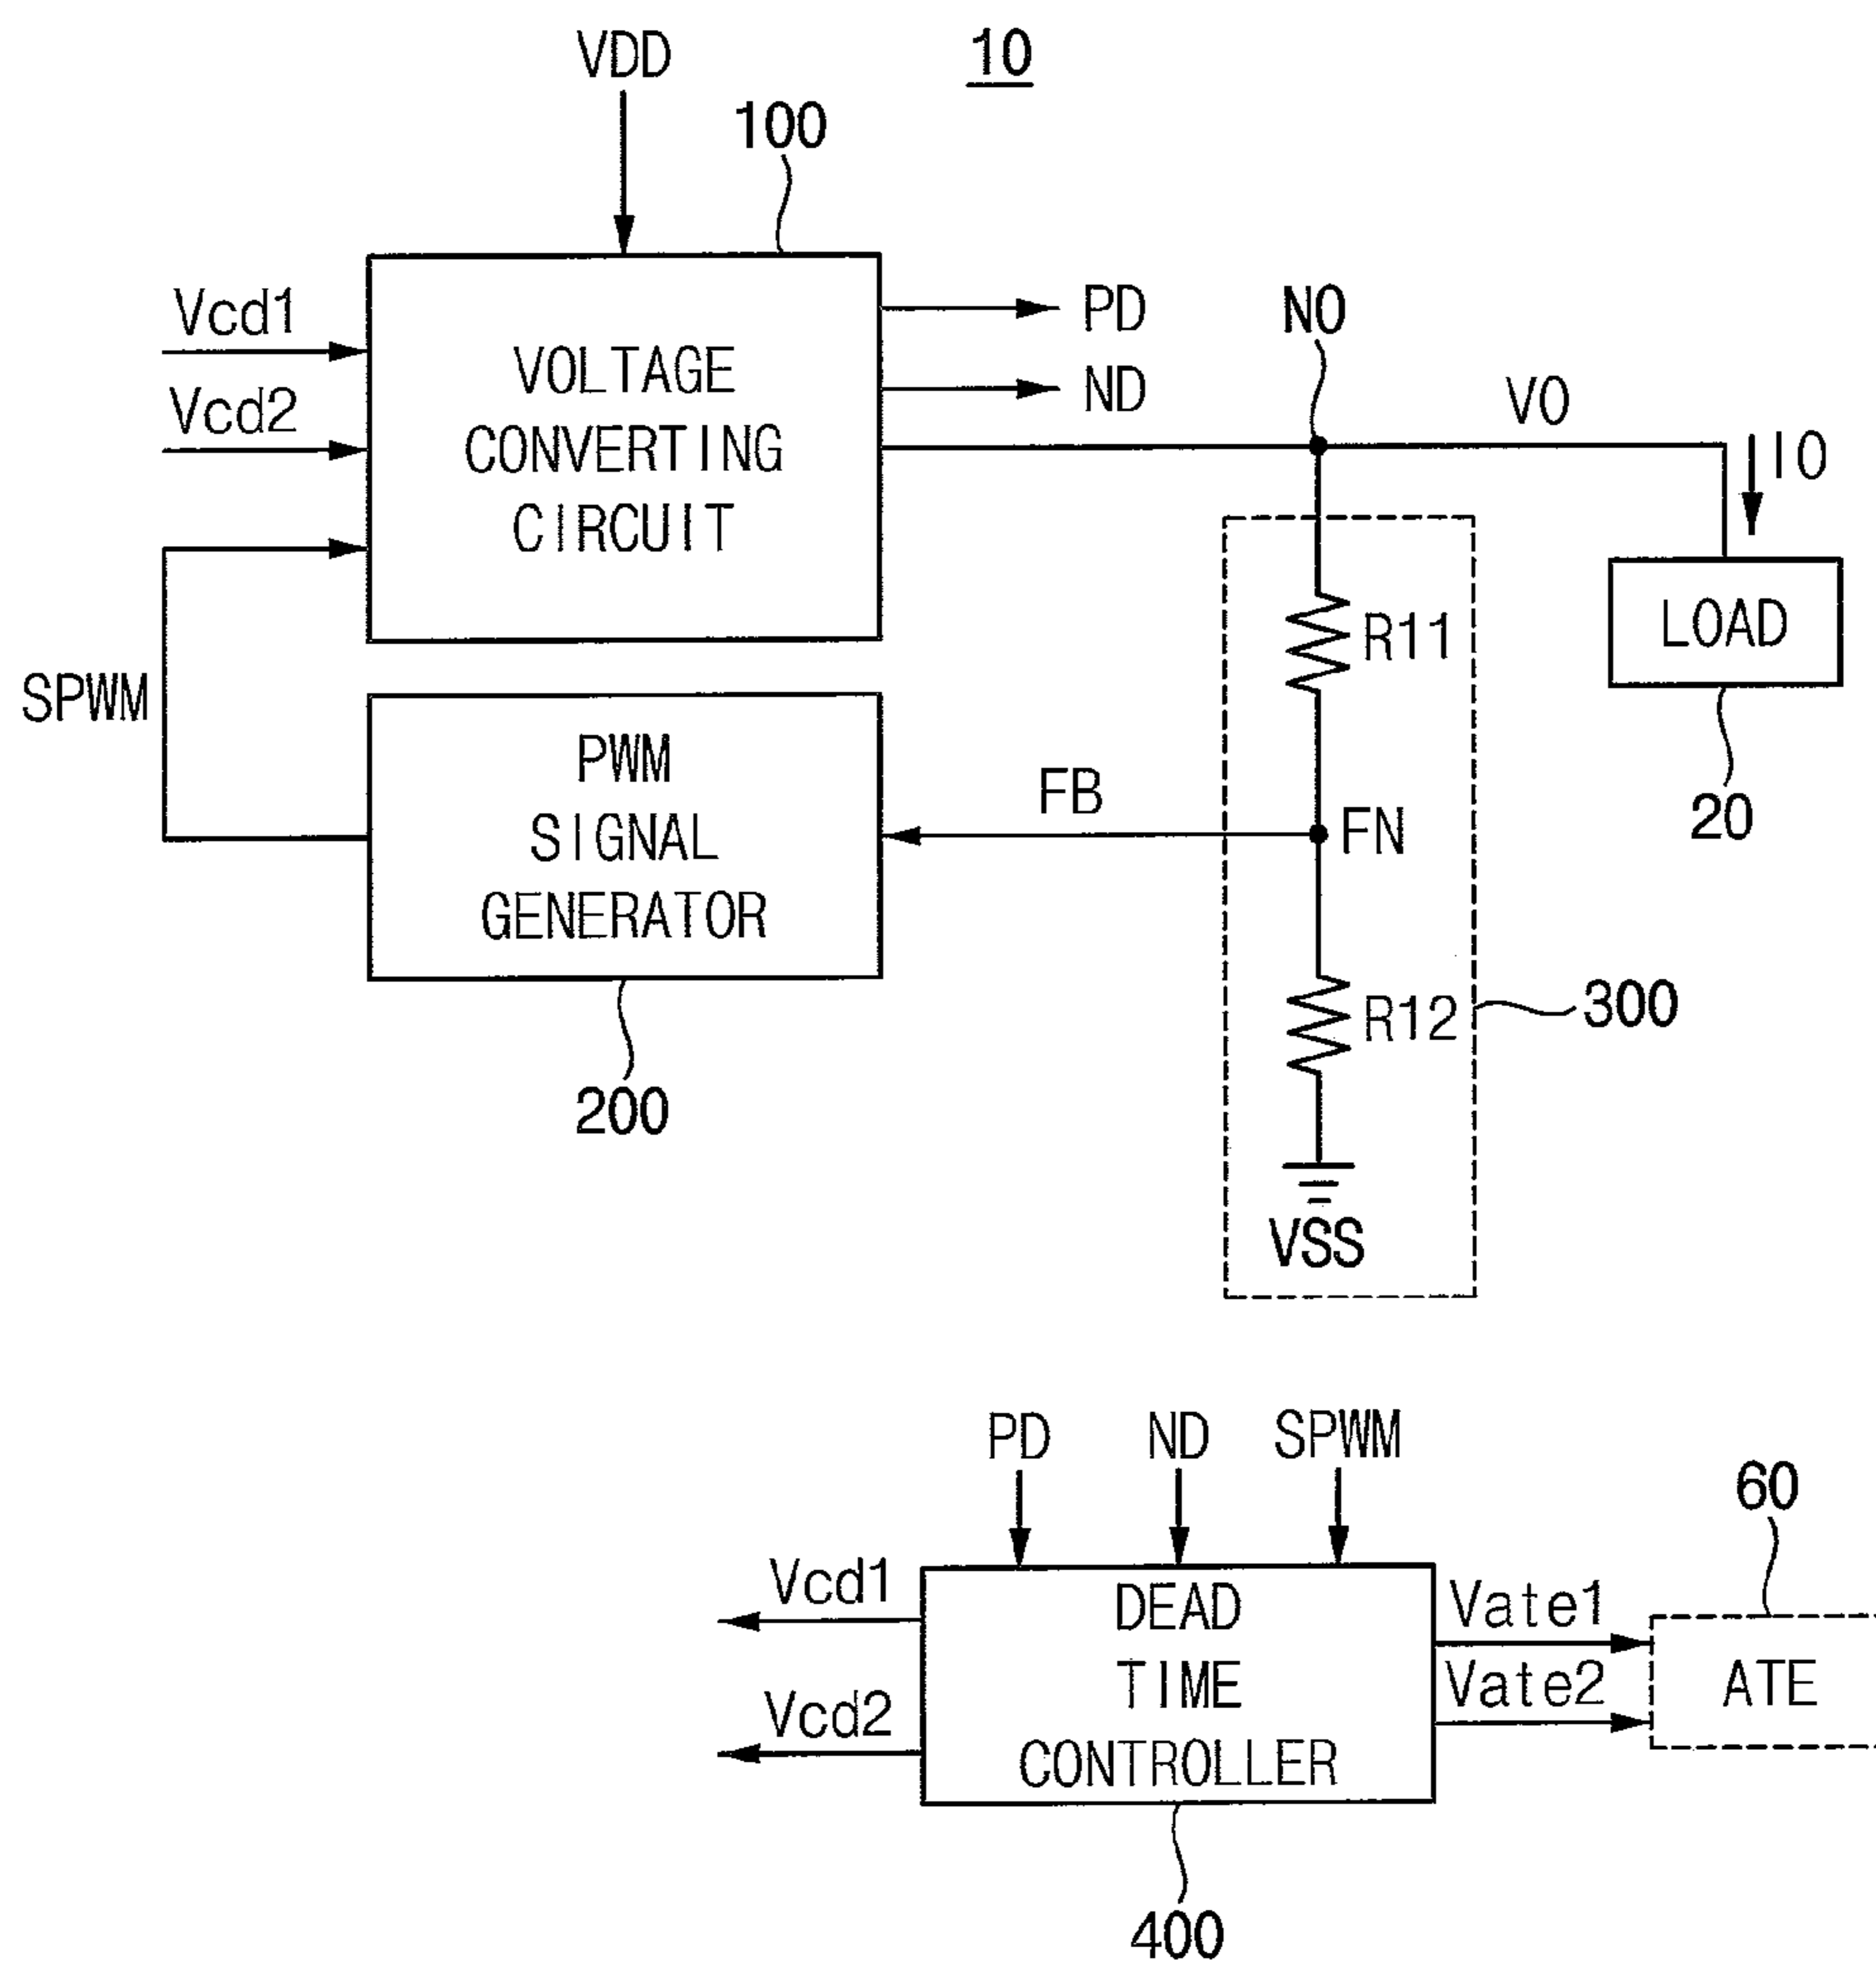 VDD
10
100
Vcd1
Vcd2
VOLTAGE
CONVERTING
CIRCUIT
PD
ND
NO
VO
IO
LOAD
20
R11
SPWM
PWM
SIGNAL
GENERATOR
200
FB
FN
R12
300
VSS
PD
ND
SPWM
60
Vcd1
Vcd2
DEAD
TIME
CONTROLLER
Vate1
Vate2
ATE
400